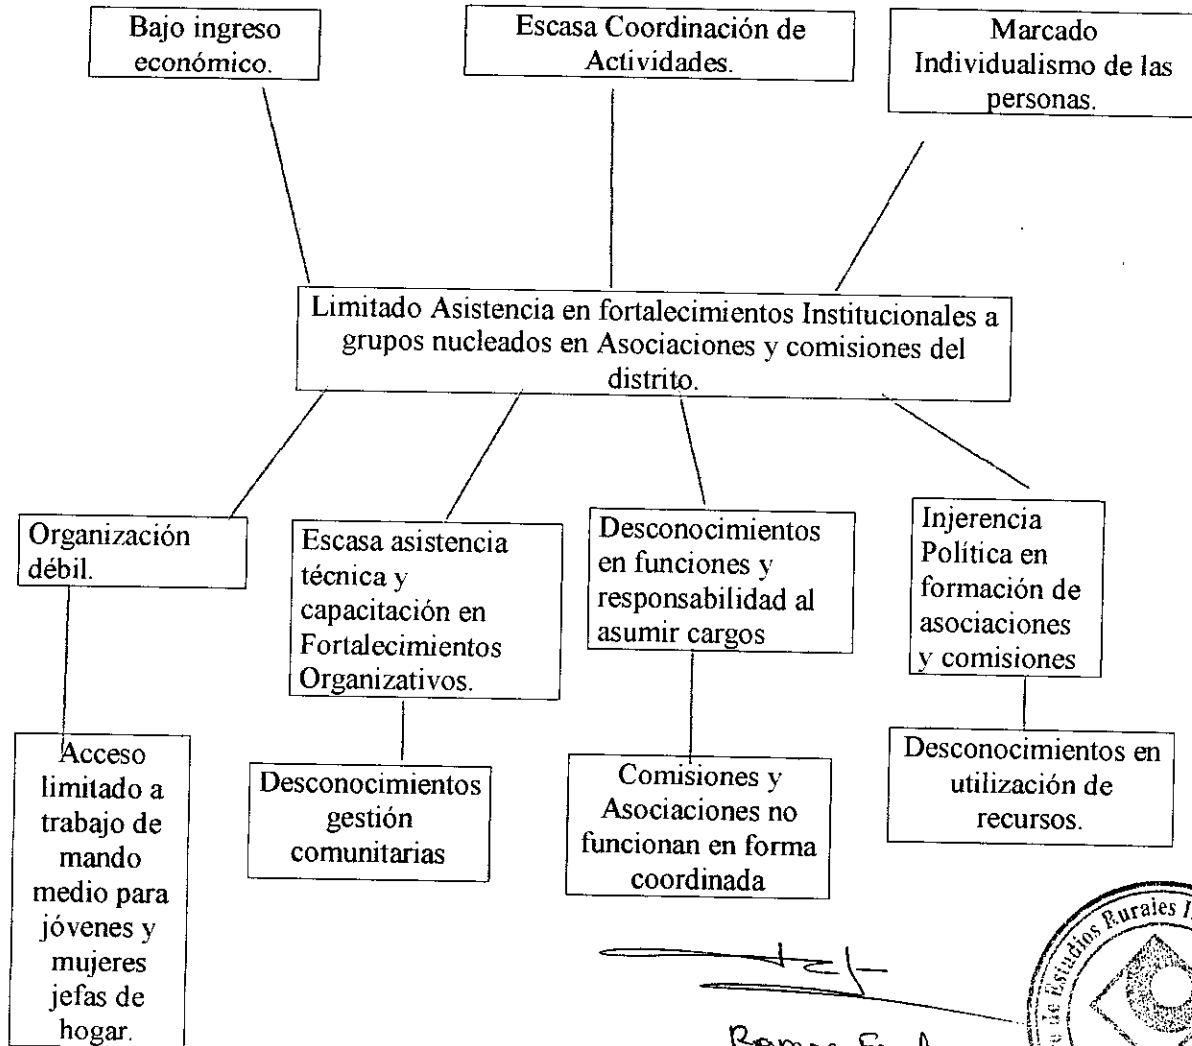 Bajo ingreso
económico.
Escasa Coordinación de
Actividades.
Marcado
Individualismo de las
personas.
Limitado Asistencia en fortalecimientos Institucionales a
grupos nucleados en Asociaciones y comisiones del
distrito.
Organización
débil.
Escasa asistencia
técnica y
capacitación en
Fortalecimientos
Organizativos.
Desconocimientos
en funciones y
responsabilidad al
asumir cargos
Injerencia
Política en
formación de
asociaciones
y comisiones
Acceso
limitado a
trabajo de
mando
medio para
jóvenes y
mujeres
jefas de
hogar.
Desconocimientos
gestión
comunitarias
Comisiones y
Asociaciones no
funcionan en forma
coordinada
Desconocimientos en
utilización de
recursos.
de Estudios Rurales